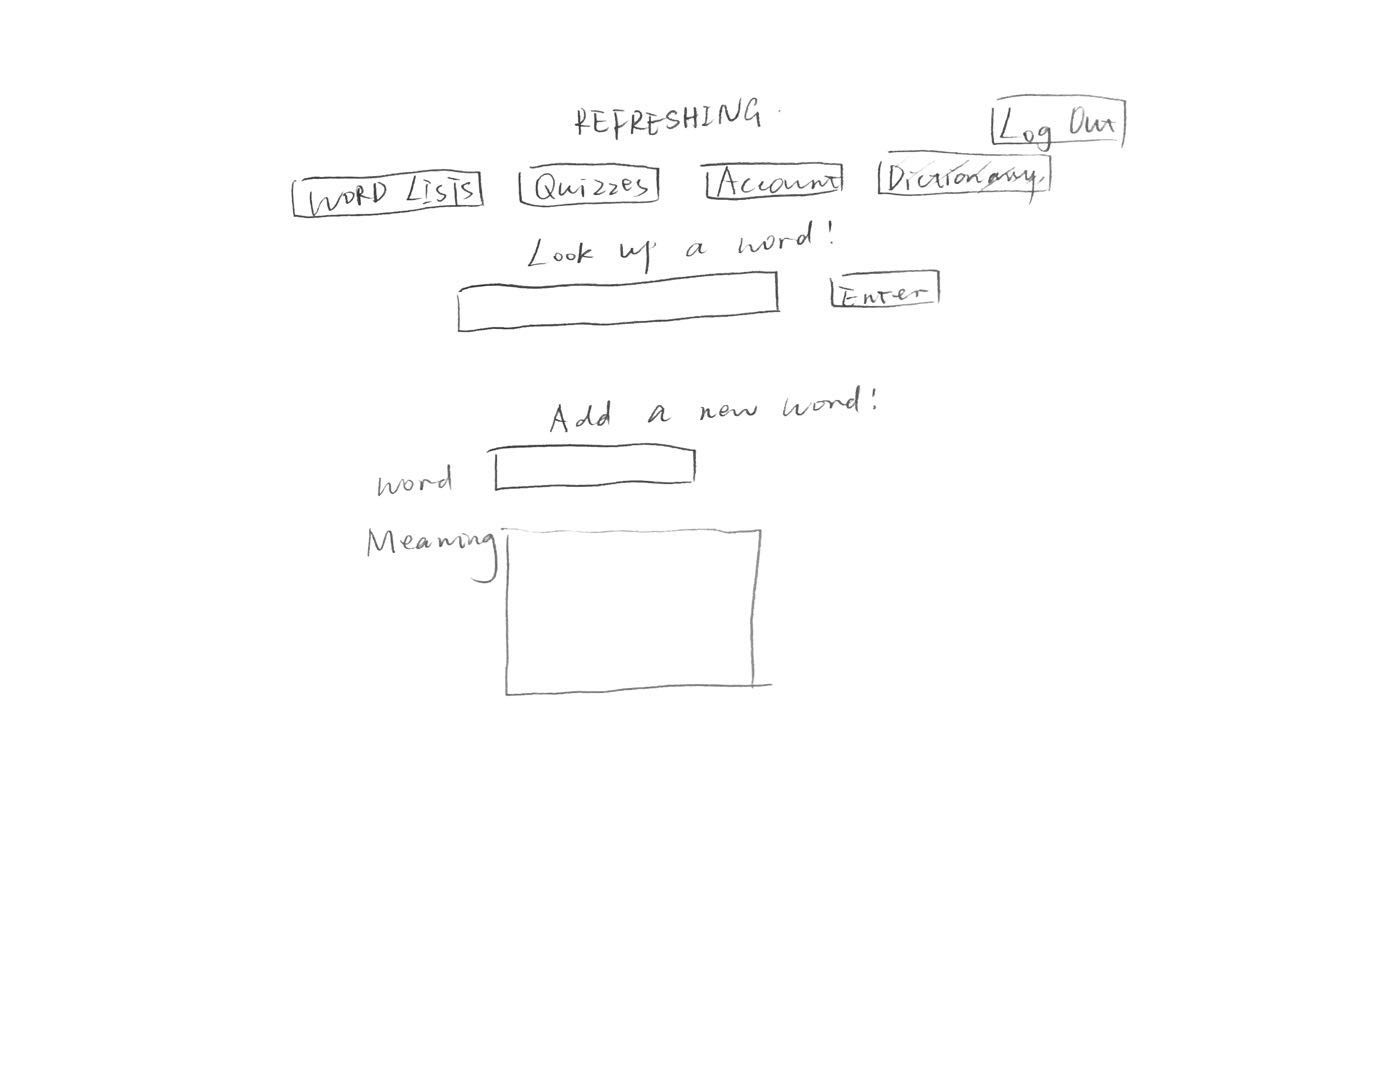 REFRESHING
Log Out
WORD LISTS
Quizzes
Account
Dictionary
Look up a word!
Enter
Add a new word!
word
Meaning